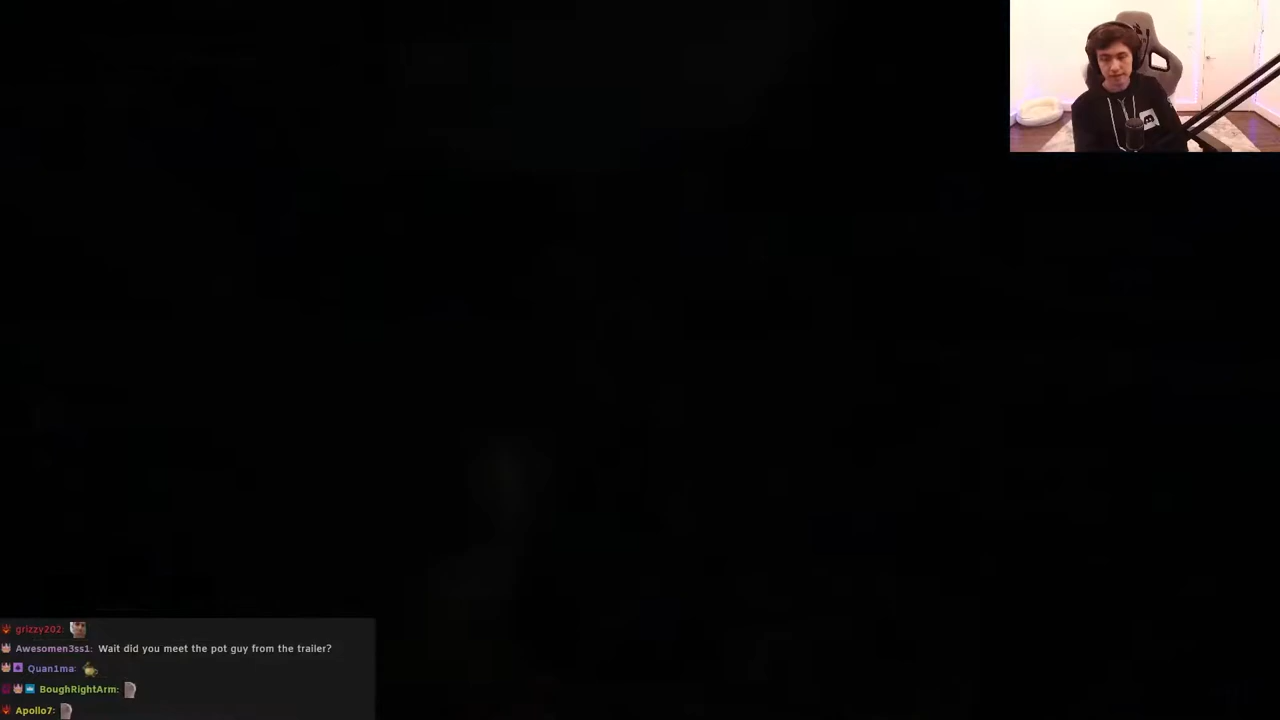 grizzy202:
Awesomen3ss1: Wait did you meet the pot guy from the trailer?
Quan1ma:
BoughRightArm:
Apollo7: